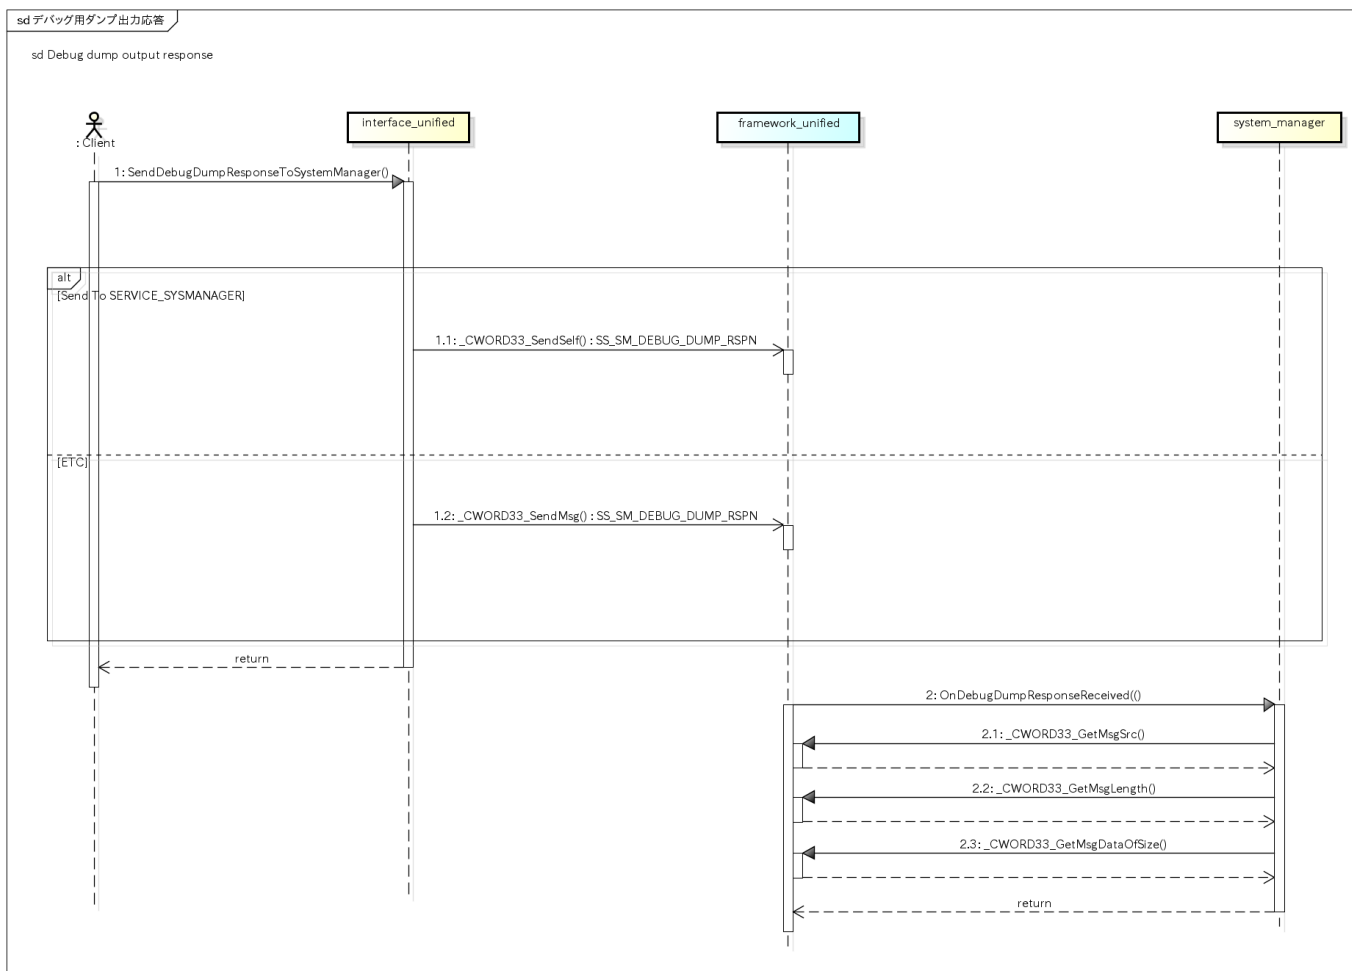 sd デバッグ用ダンプ出力応答
sd Debug dump output response
: Client
interface_unified
framework_unified
system_manager
1: SendDebugDumpResponseToSystemManager()
alt
[Send To SERVICE_SYSMANAGER]
1.1: _CWORD33_SendSelf() : SS_SM_DEBUG_DUMP_RSPN
[ETC]
1.2: _CWORD33_SendMsg() : SS_SM_DEBUG_DUMP_RSPN
return
2: OnDebugDumpResponseReceived(()
2.1: _CWORD33_GetMsgSrc()
2.2: _CWORD33_GetMsgLength()
2.3: _CWORD33_GetMsgDataOfSize()
return